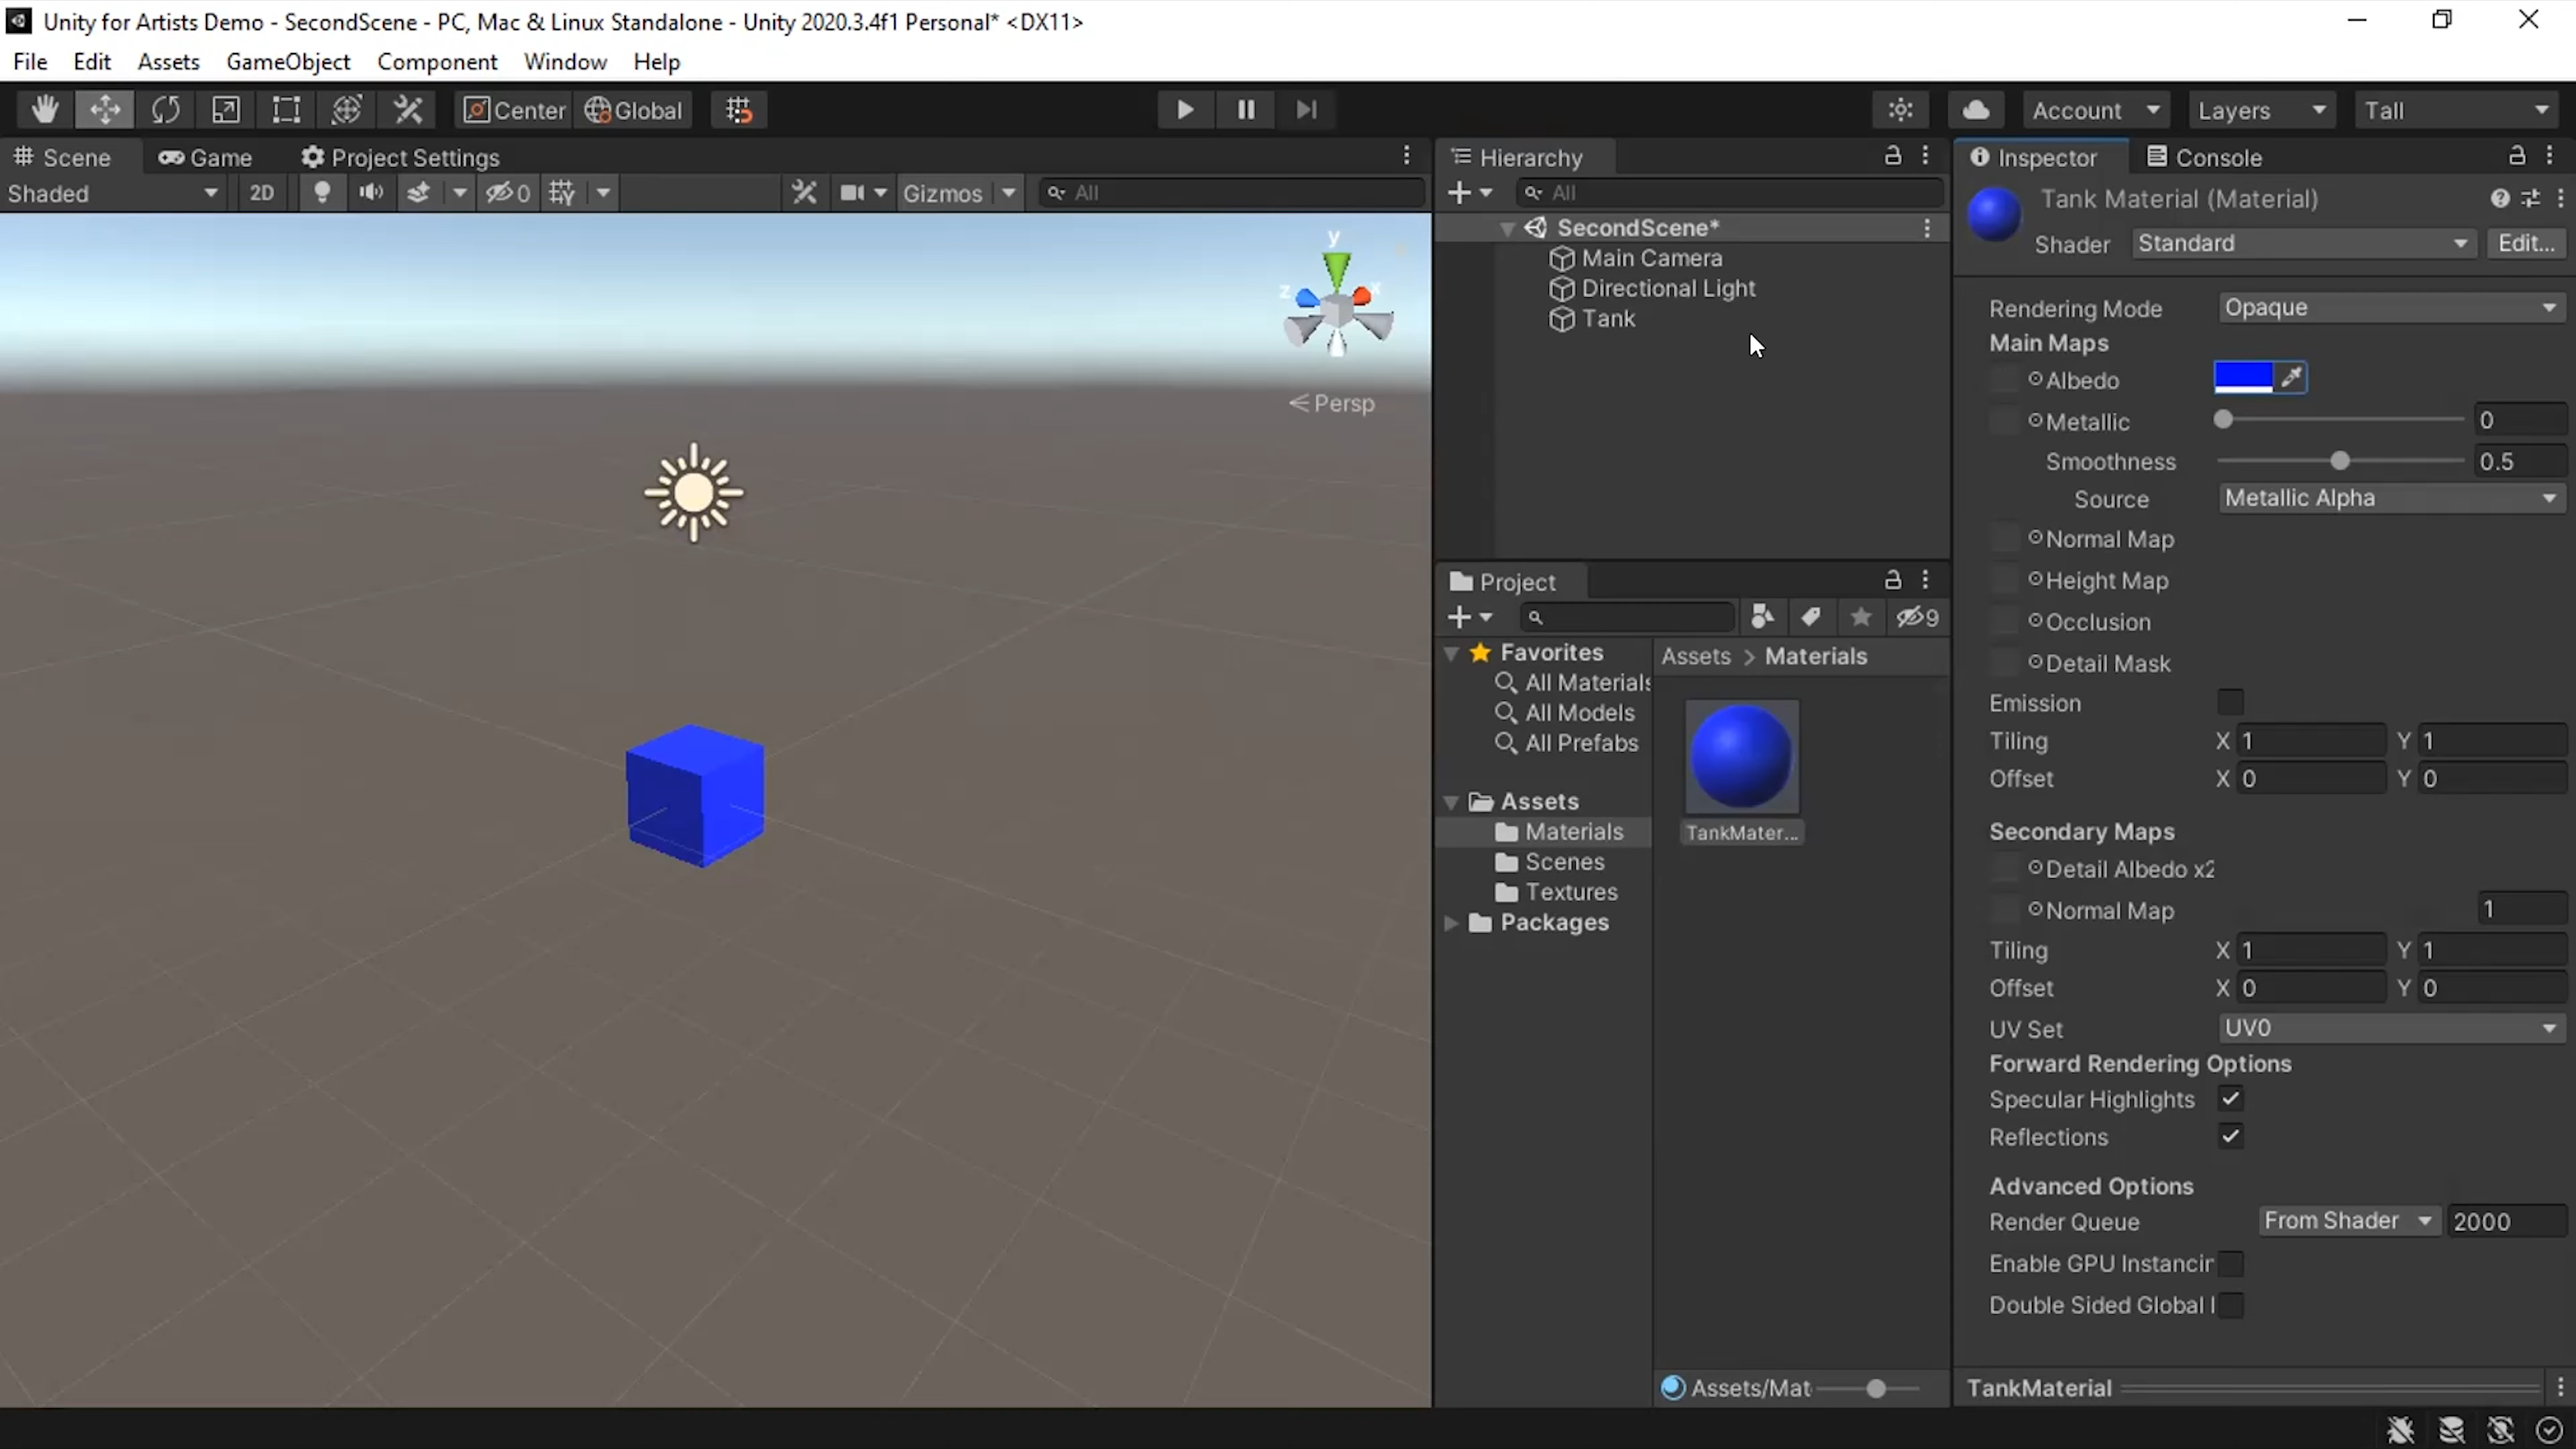 Unity for Artists Demo - SecondScene - PC, Mac & Linux Standalone - Unity 2020.3.4f1 Personal* <DX11>
File Edit Assets GameObject Component Window Help
Center Global Account Layers Tall
Scene Game Project Settings
Shaded 2D 0 Gizmos All
y
z x
Persp
Hierarchy
All
SecondScene*
Main Camera
Directional Light
Tank
Project
9
Favorites
All Materials
All Models
All Prefabs
Assets
Materials
Scenes
Textures
Packages
Assets > Materials
TankMater...
Assets/Mat
Inspector Console
Tank Material (Material)
Shader Standard Edit...
Rendering Mode Opaque
Main Maps
Albedo
Metallic 0
Smoothness 0.5
Source Metallic Alpha
Normal Map
Height Map
Occlusion
Detail Mask
Emission
Tiling X 1 Y 1
Offset X 0 Y 0
Secondary Maps
Detail Albedo x2
Normal Map 1
Tiling X 1 Y 1
Offset X 0 Y 0
UV Set UV0
Forward Rendering Options
Specular Highlights
Reflections
Advanced Options
Render Queue From Shader 2000
Enable GPU Instancin
Double Sided Global I
TankMaterial